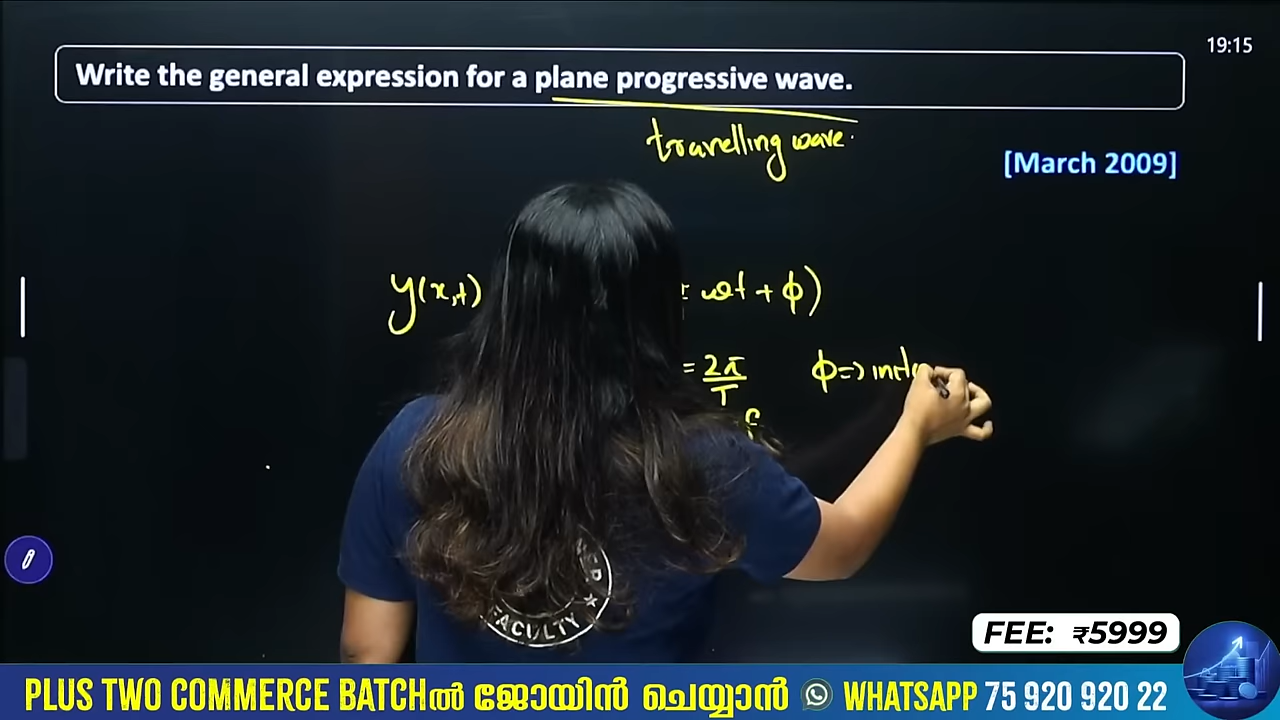 19:15
Write the general expression for a plane progressive wave.
travelling wave.
[March 2009]
y(x,t)
ωt + φ)
= 2π/T
φ =>
FACULTY ★
FEE: ₹5999
PLUS TWO COMMERCE BATCHൽ ജോയിൻ ചെയ്യാൻ WHATSAPP 75 920 920 22